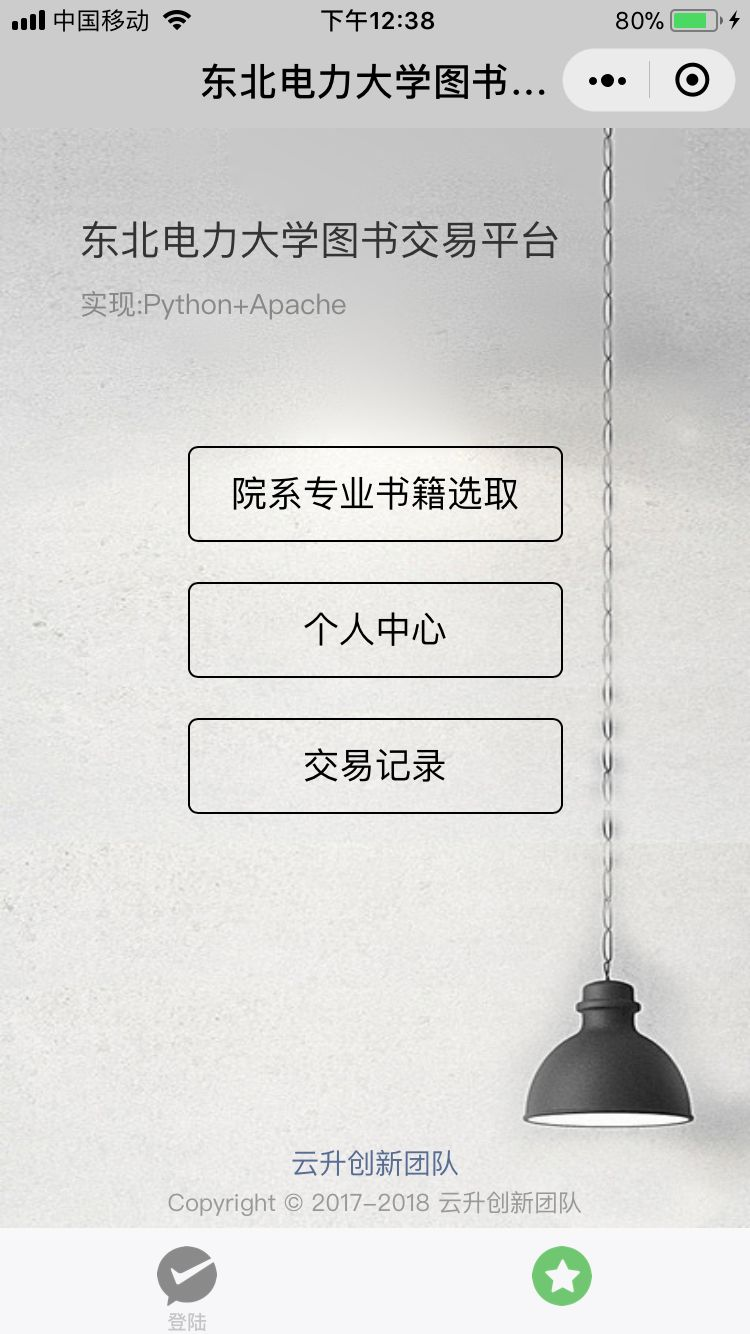 中国移动 下午12:38 80%
东北电力大学图书...
东北电力大学图书交易平台
实现:Python+Apache
院系专业书籍选取
个人中心
交易记录
云升创新团队
Copyright © 2017-2018 云升创新团队
登陆